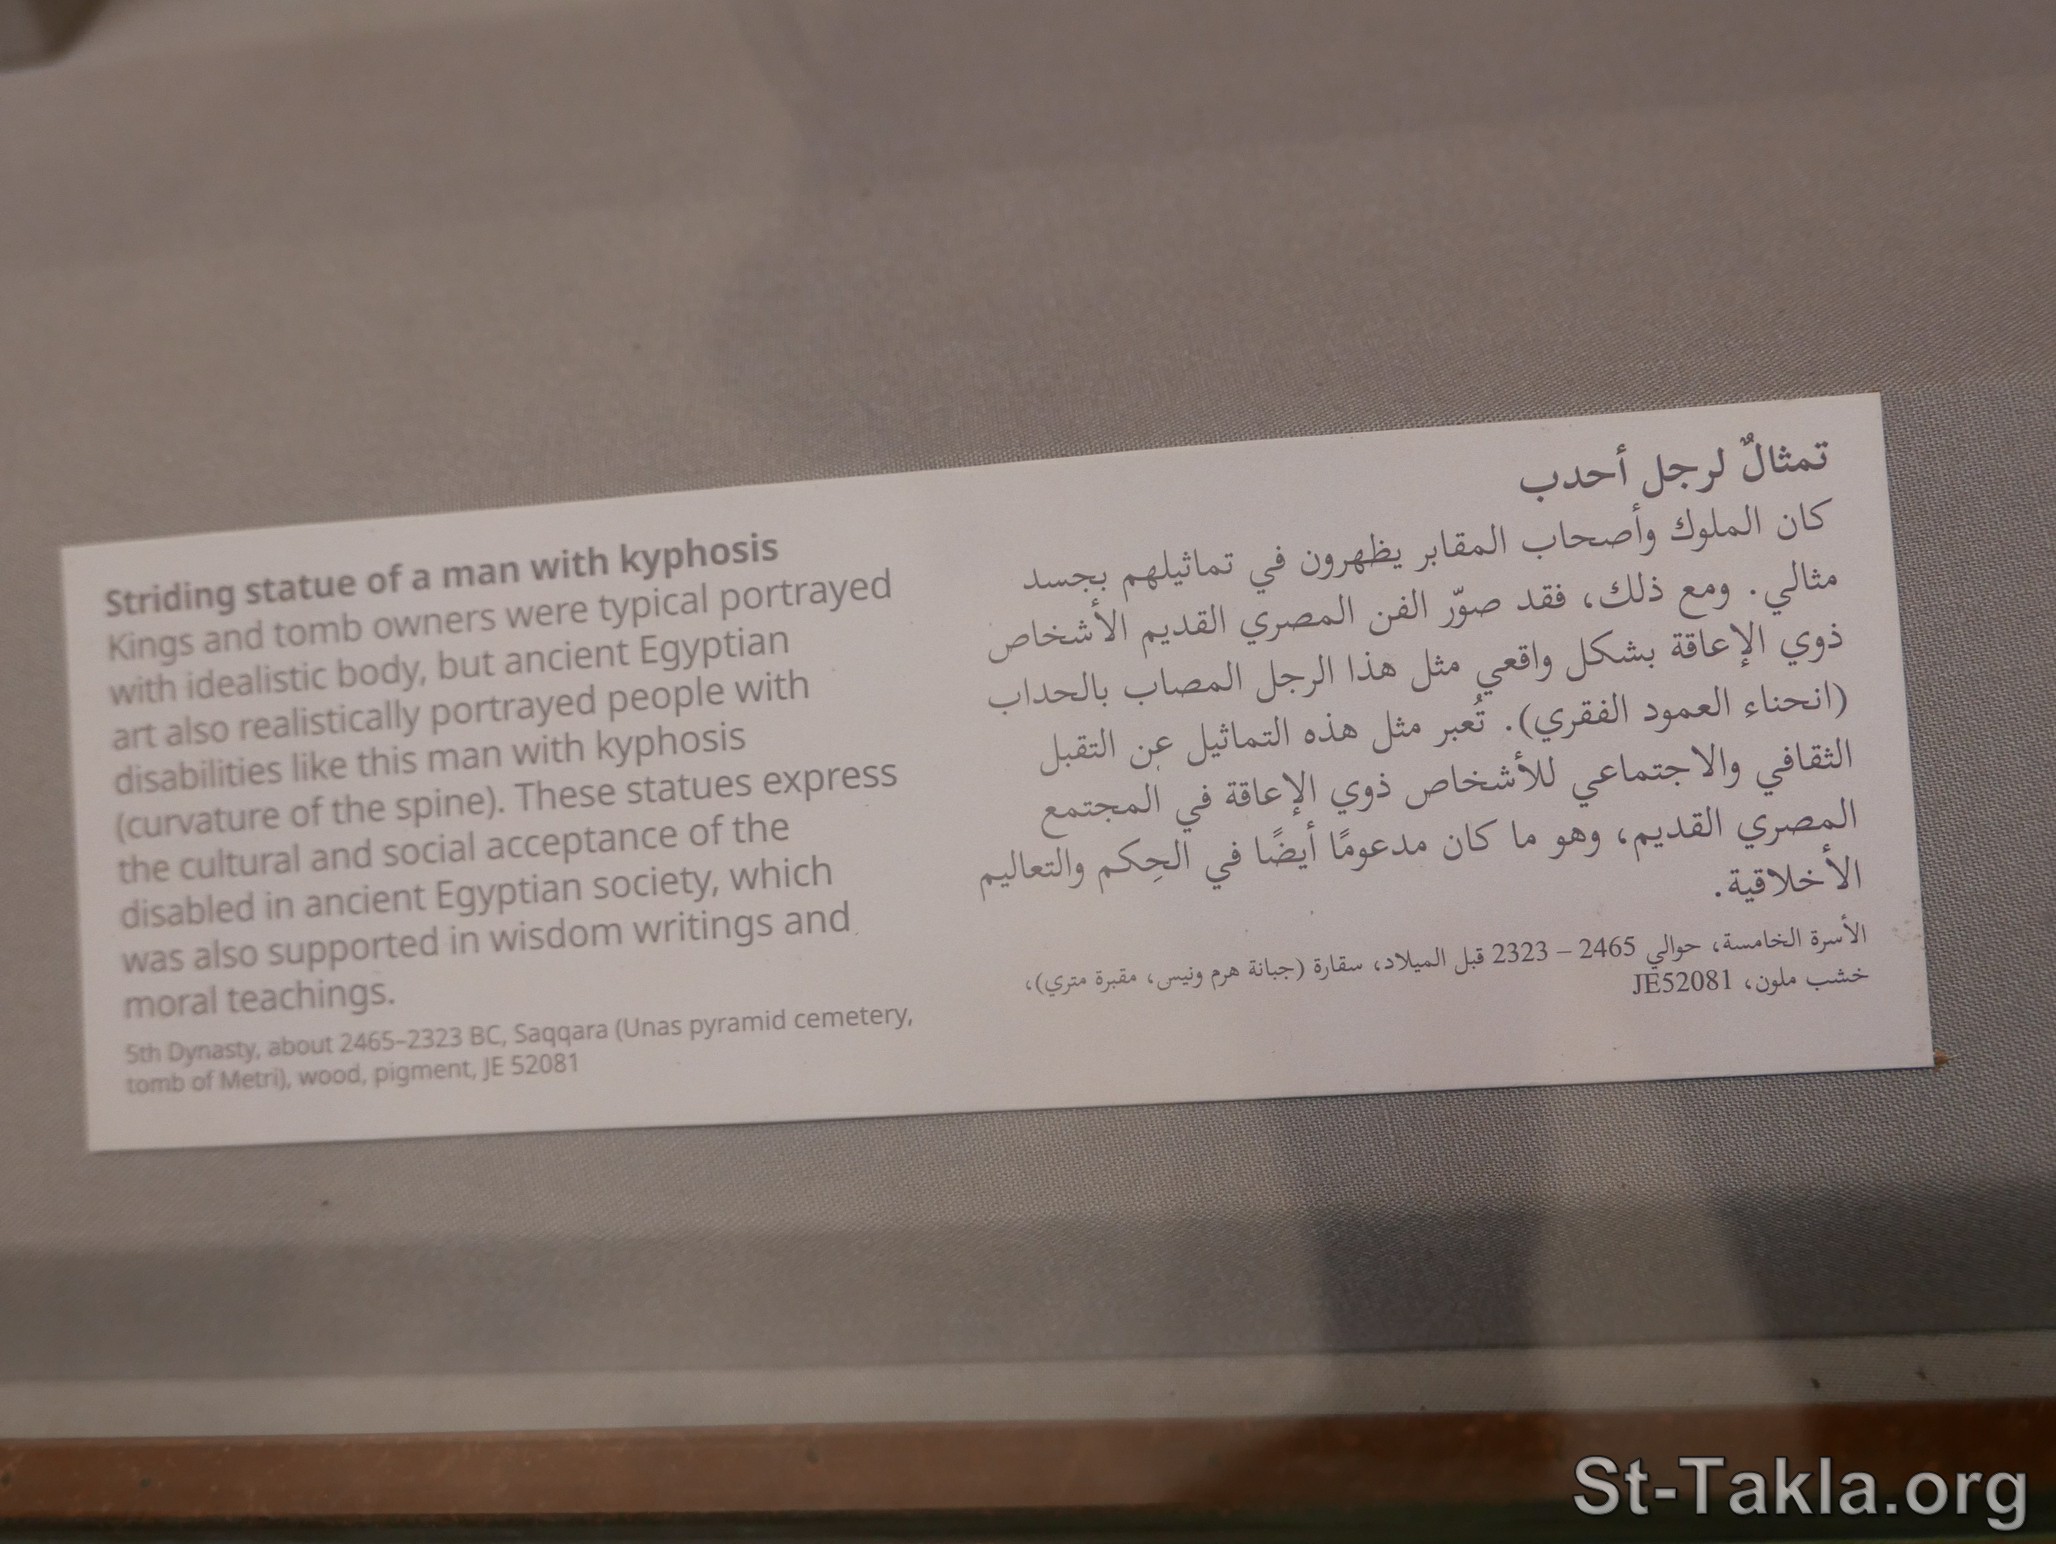 Striding statue of a man with kyphosis
Kings and tomb owners were typical portrayed
with idealistic body, but ancient Egyptian
art also realistically portrayed people with
disabilities like this man with kyphosis
(curvature of the spine). These statues express
the cultural and social acceptance of the
disabled in ancient Egyptian society, which
was also supported in wisdom writings and
moral teachings.
5th Dynasty, about 2465–2323 BC, Saqqara (Unas pyramid cemetery,
tomb of Metri), wood, pigment, JE 52081
تمثالٌ لرجل أحدب
كان الملوك وأصحاب المقابر يظهرون في تماثيلهم بجسد
مثالي. ومع ذلك، فقد صوّر الفن المصري القديم الأشخاص
ذوي الإعاقة بشكل واقعي مثل هذا الرجل المصاب بالحداب
(انحناء العمود الفقري). تُعبر مثل هذه التماثيل عن التقبل
الثقافي والاجتماعي للأشخاص ذوي الإعاقة في المجتمع
المصري القديم، وهو ما كان مدعومًا أيضًا في الحِكم والتعاليم
الأخلاقية.
الأسرة الخامسة، حوالي 2465 – 2323 قبل الميلاد، سقارة (جبانة هرم ونيس، مقبرة متري)،
خشب ملون، JE52081
St-Takla.org